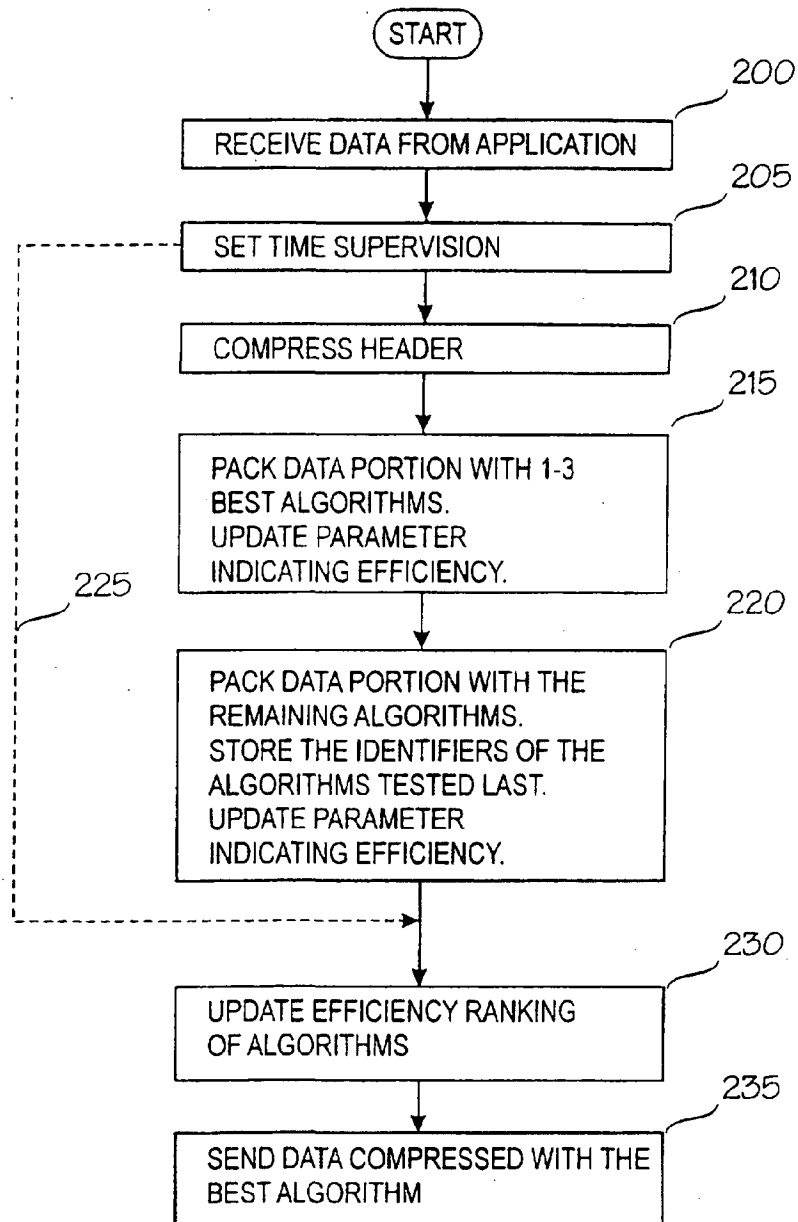 START
200
RECEIVE DATA FROM APPLICATION
205
SET TIME SUPERVISION
210
COMPRESS HEADER
215
PACK DATA PORTION WITH 1-3
BEST ALGORITHMS.
UPDATE PARAMETER
INDICATING EFFICIENCY.
225
220
PACK DATA PORTION WITH THE
REMAINING ALGORITHMS.
STORE THE IDENTIFIERS OF THE
ALGORITHMS TESTED LAST.
UPDATE PARAMETER
INDICATING EFFICIENCY.
230
UPDATE EFFICIENCY RANKING
OF ALGORITHMS
235
SEND DATA COMPRESSED WITH THE
BEST ALGORITHM